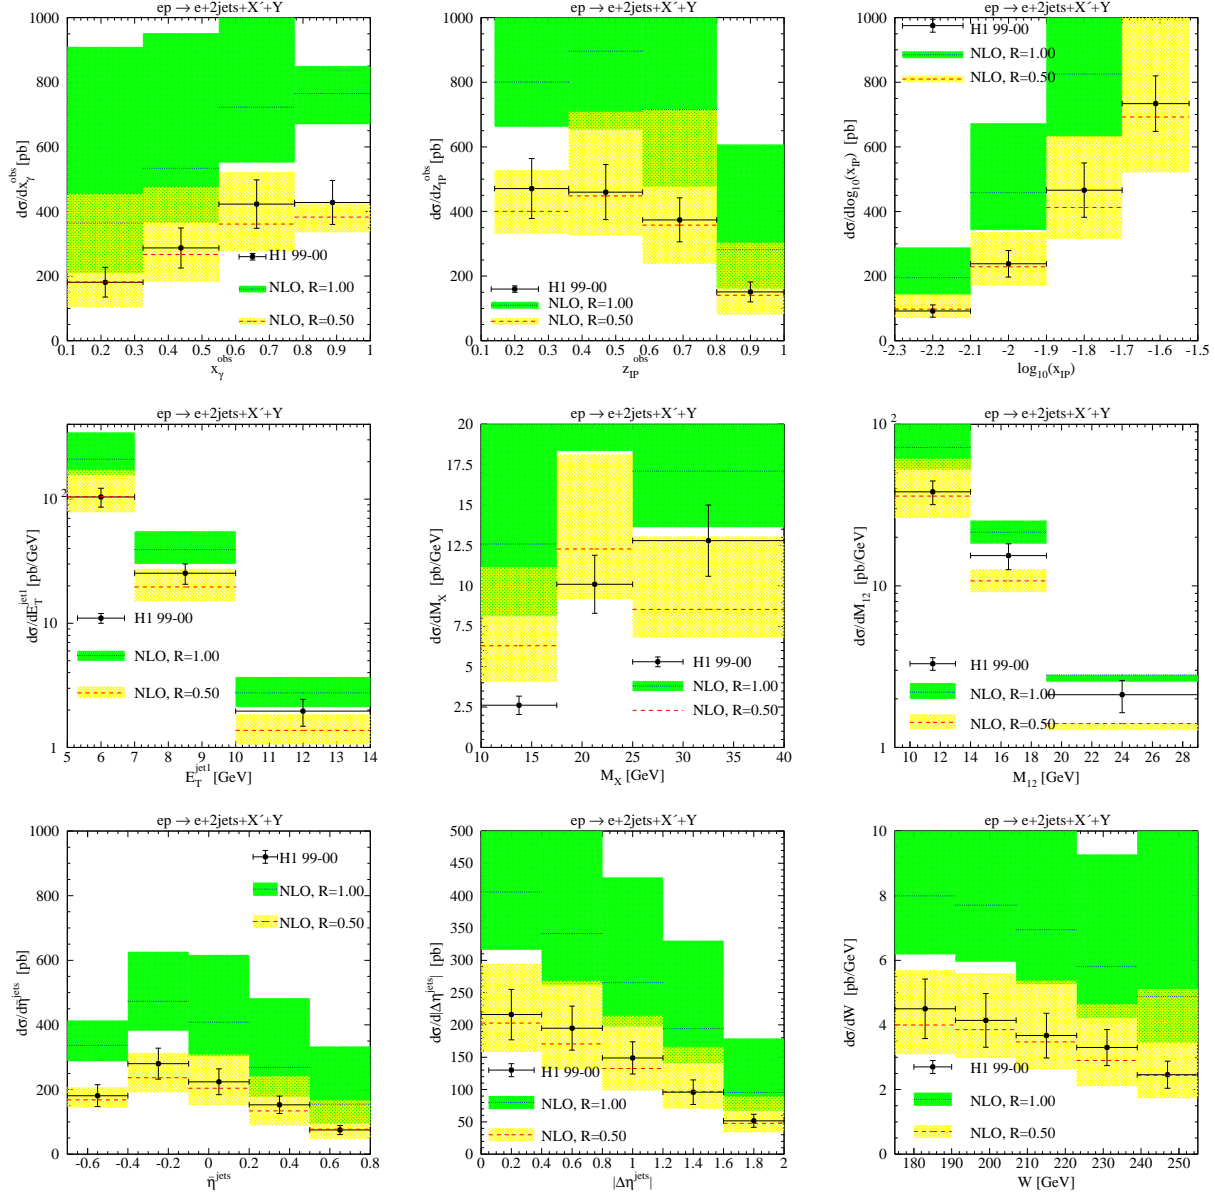 ep → e+2jets+X´+Y
dσ/dx_γ^obs [pb]
1000
800
600
400
200
0
H1 99-00
NLO, R=1.00
NLO, R=0.50
0.1 0.2 0.3 0.4 0.5 0.6 0.7 0.8 0.9 1
x_γ^obs
ep → e+2jets+X´+Y
dσ/dz_IP^obs [pb]
1000
800
600
400
200
0
H1 99-00
NLO, R=1.00
NLO, R=0.50
0.1 0.2 0.3 0.4 0.5 0.6 0.7 0.8 0.9 1
z_IP^obs
ep → e+2jets+X´+Y
dσ/dlog₁₀(x_IP) [pb]
1000
800
600
400
200
0
H1 99-00
NLO, R=1.00
NLO, R=0.50
-2.3 -2.2 -2.1 -2 -1.9 -1.8 -1.7 -1.6 -1.5
log₁₀(x_IP)
ep → e+2jets+X´+Y
dσ/dE_T^jet1 [pb/GeV]
10²
10
1
H1 99-00
NLO, R=1.00
NLO, R=0.50
5 6 7 8 9 10 11 12 13 14
E_T^jet1 [GeV]
ep → e+2jets+X´+Y
dσ/dM_X [pb/GeV]
20
17.5
15
12.5
10
7.5
5
2.5
0
H1 99-00
NLO, R=1.00
NLO, R=0.50
10 15 20 25 30 35 40
M_X [GeV]
ep → e+2jets+X´+Y
dσ/dM₁₂ [pb/GeV]
10²
10
1
H1 99-00
NLO, R=1.00
NLO, R=0.50
10 12 14 16 18 20 22 24 26 28
M₁₂ [GeV]
ep → e+2jets+X´+Y
dσ/dη̄^jets [pb]
1000
800
600
400
200
0
H1 99-00
NLO, R=1.00
NLO, R=0.50
-0.6 -0.4 -0.2 0 0.2 0.4 0.6 0.8
η̄^jets
ep → e+2jets+X´+Y
dσ/d|Δη^jets| [pb]
500
450
400
350
300
250
200
150
100
50
0
H1 99-00
NLO, R=1.00
NLO, R=0.50
0 0.2 0.4 0.6 0.8 1 1.2 1.4 1.6 1.8 2
|Δη^jets|
ep → e+2jets+X´+Y
dσ/dW [pb/GeV]
10
8
6
4
2
0
H1 99-00
NLO, R=1.00
NLO, R=0.50
180 190 200 210 220 230 240 250
W [GeV]